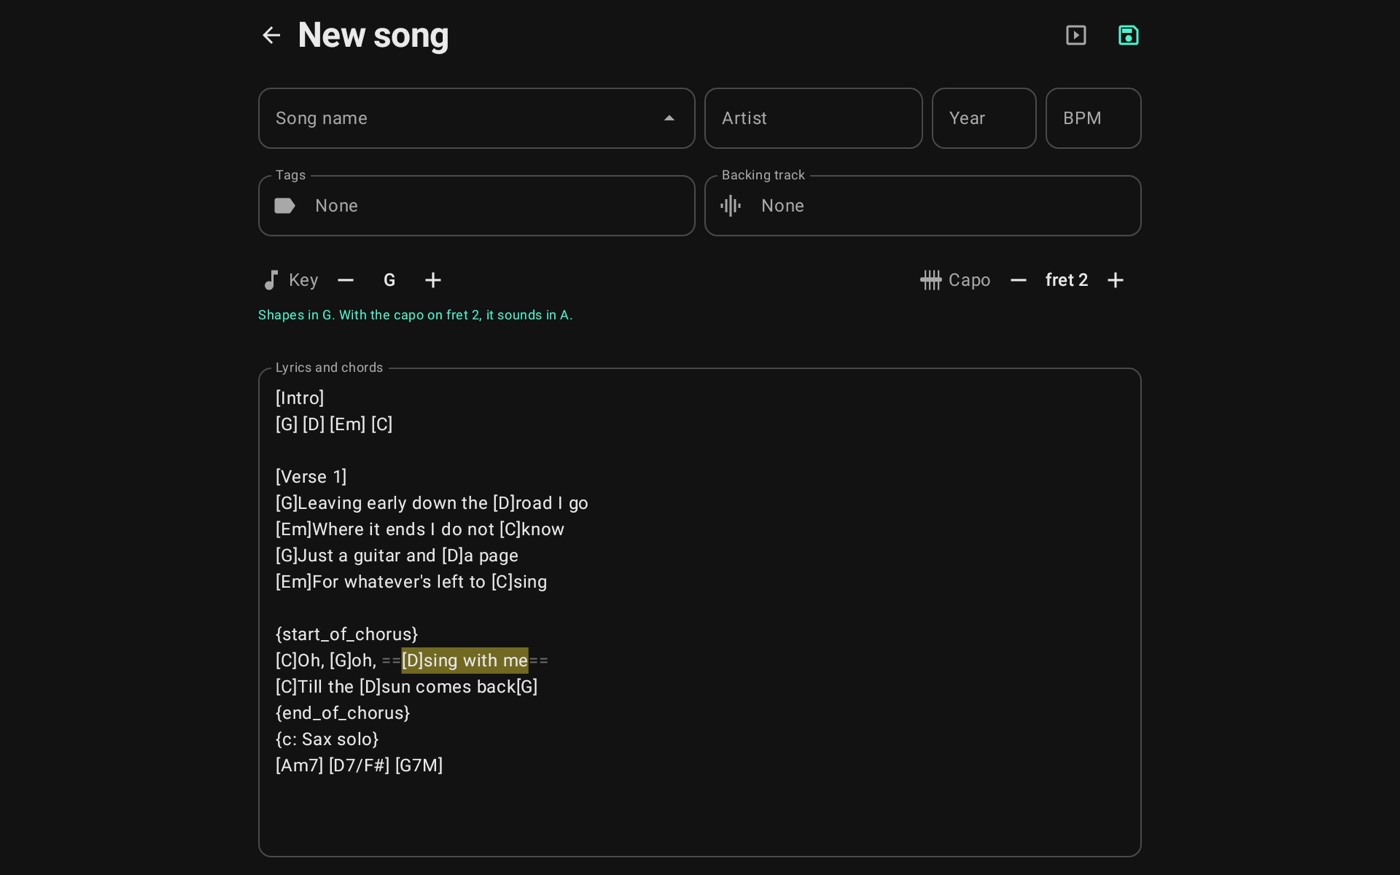 New song
Song name
Artist
Year
BPM
Tags
None
Backing track
None
Key
G
Capo
fret 2
Shapes in G. With the capo on fret 2, it sounds in A.
Lyrics and chords
[Intro]
[G] [D] [Em] [C]
[Verse 1]
[G]Leaving early down the [D]road I go
[Em]Where it ends I do not [C]know
[G]Just a guitar and [D]a page
[Em]For whatever's left to [C]sing
{start_of_chorus}
[C]Oh, [G]oh, ==[D]sing with me==
[C]Till the [D]sun comes back[G]
{end_of_chorus}
{c: Sax solo}
[Am7] [D7/F#] [G7M]